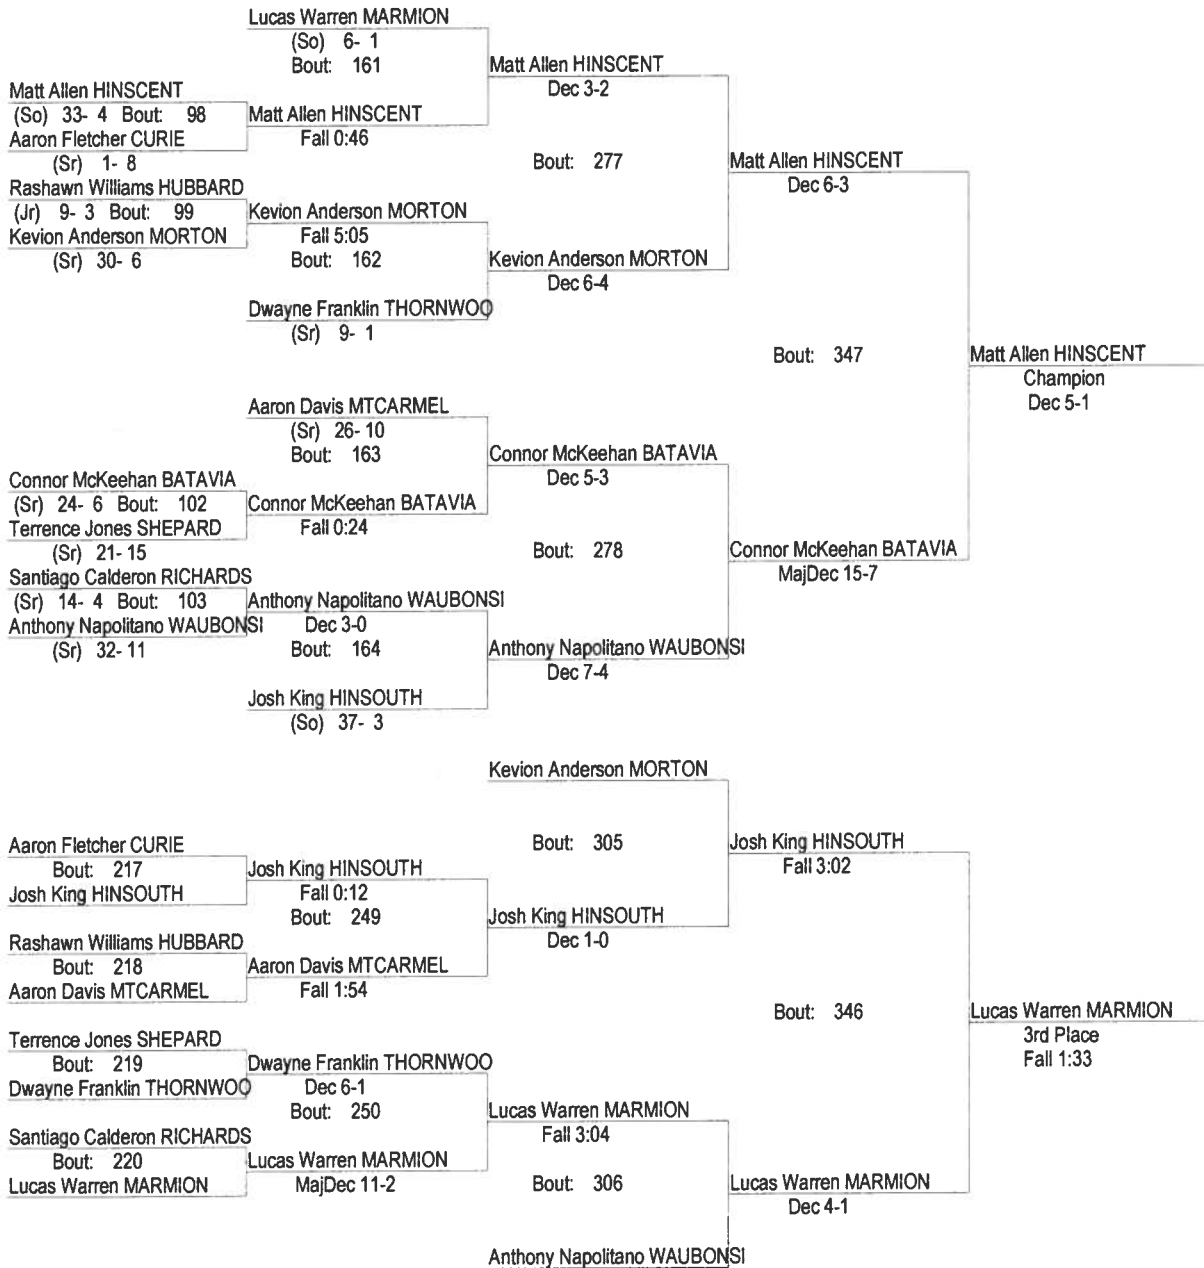 Lucas Warren MARMION
(So) 6- 1
Bout: 161
Matt Allen HINSCENT
Dec 3-2
Matt Allen HINSCENT
(So) 33- 4 Bout: 98
Matt Allen HINSCENT
Fall 0:46
Aaron Fletcher CURIE
(Sr) 1- 8
Bout: 277
Matt Allen HINSCENT
Dec 6-3
Rashawn Williams HUBBARD
(Jr) 9- 3 Bout: 99
Kevion Anderson MORTON
Fall 5:05
Kevion Anderson MORTON
(Sr) 30- 6
Bout: 162
Kevion Anderson MORTON
Dec 6-4
Dwayne Franklin THORNWOO
(Sr) 9- 1
Bout: 347
Matt Allen HINSCENT
Champion
Dec 5-1
Aaron Davis MTCARMEL
(Sr) 26- 10
Bout: 163
Connor McKeehan BATAVIA
Dec 5-3
Connor McKeehan BATAVIA
(Sr) 24- 6 Bout: 102
Connor McKeehan BATAVIA
Fall 0:24
Terrence Jones SHEPARD
(Sr) 21- 15
Bout: 278
Connor McKeehan BATAVIA
MajDec 15-7
Santiago Calderon RICHARDS
(Sr) 14- 4 Bout: 103
Anthony Napolitano WAUBONSI
Dec 3-0
Anthony Napolitano WAUBONSI
(Sr) 32- 11
Bout: 164
Anthony Napolitano WAUBONSI
Dec 7-4
Josh King HINSOUTH
(So) 37- 3
Kevion Anderson MORTON
Bout: 305
Josh King HINSOUTH
Fall 3:02
Aaron Fletcher CURIE
Bout: 217
Josh King HINSOUTH
Fall 0:12
Josh King HINSOUTH
Bout: 249
Josh King HINSOUTH
Dec 1-0
Rashawn Williams HUBBARD
Bout: 218
Aaron Davis MTCARMEL
Fall 1:54
Aaron Davis MTCARMEL
Bout: 346
Lucas Warren MARMION
3rd Place
Fall 1:33
Terrence Jones SHEPARD
Bout: 219
Dwayne Franklin THORNWOO
Dec 6-1
Dwayne Franklin THORNWOO
Bout: 250
Lucas Warren MARMION
Fall 3:04
Santiago Calderon RICHARDS
Bout: 220
Lucas Warren MARMION
MajDec 11-2
Lucas Warren MARMION
Bout: 306
Lucas Warren MARMION
Dec 4-1
Anthony Napolitano WAUBONSI